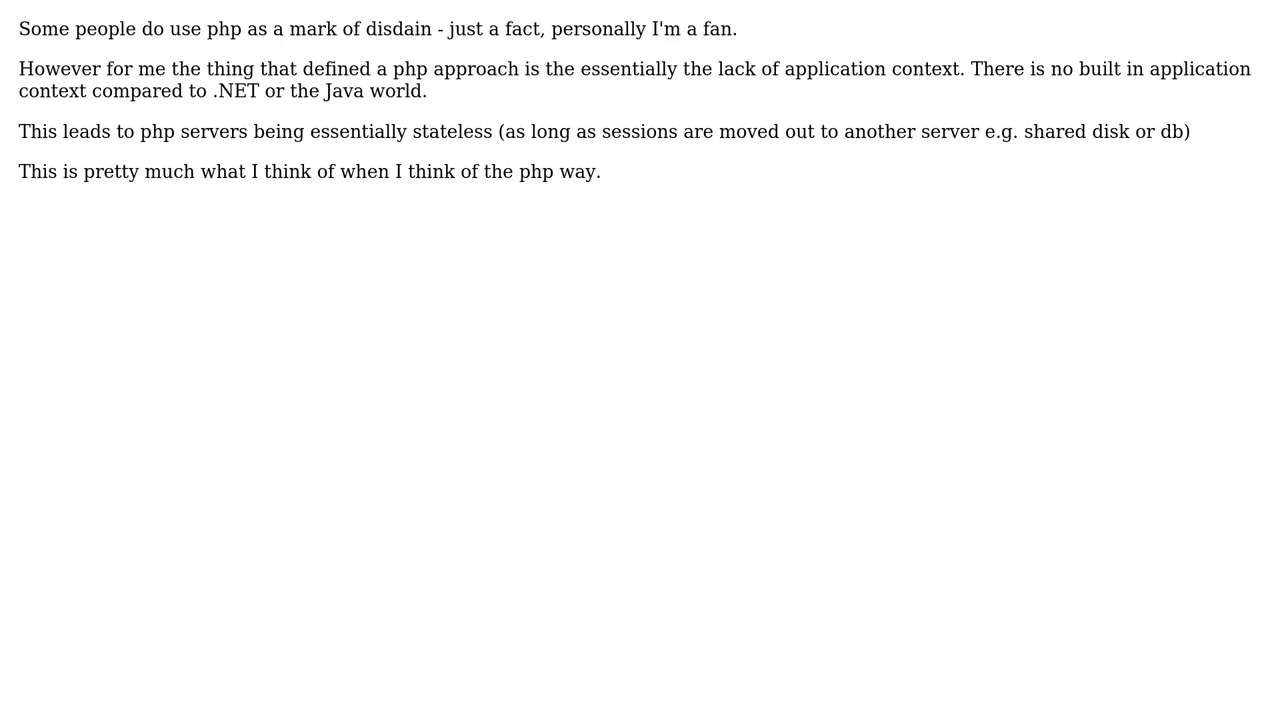 Some people do use php as a mark of disdain - just a fact, personally I'm a fan.
However for me the thing that defined a php approach is the essentially the lack of application context. There is no built in application
context compared to .NET or the Java world.
This leads to php servers being essentially stateless (as long as sessions are moved out to another server e.g. shared disk or db)
This is pretty much what I think of when I think of the php way.